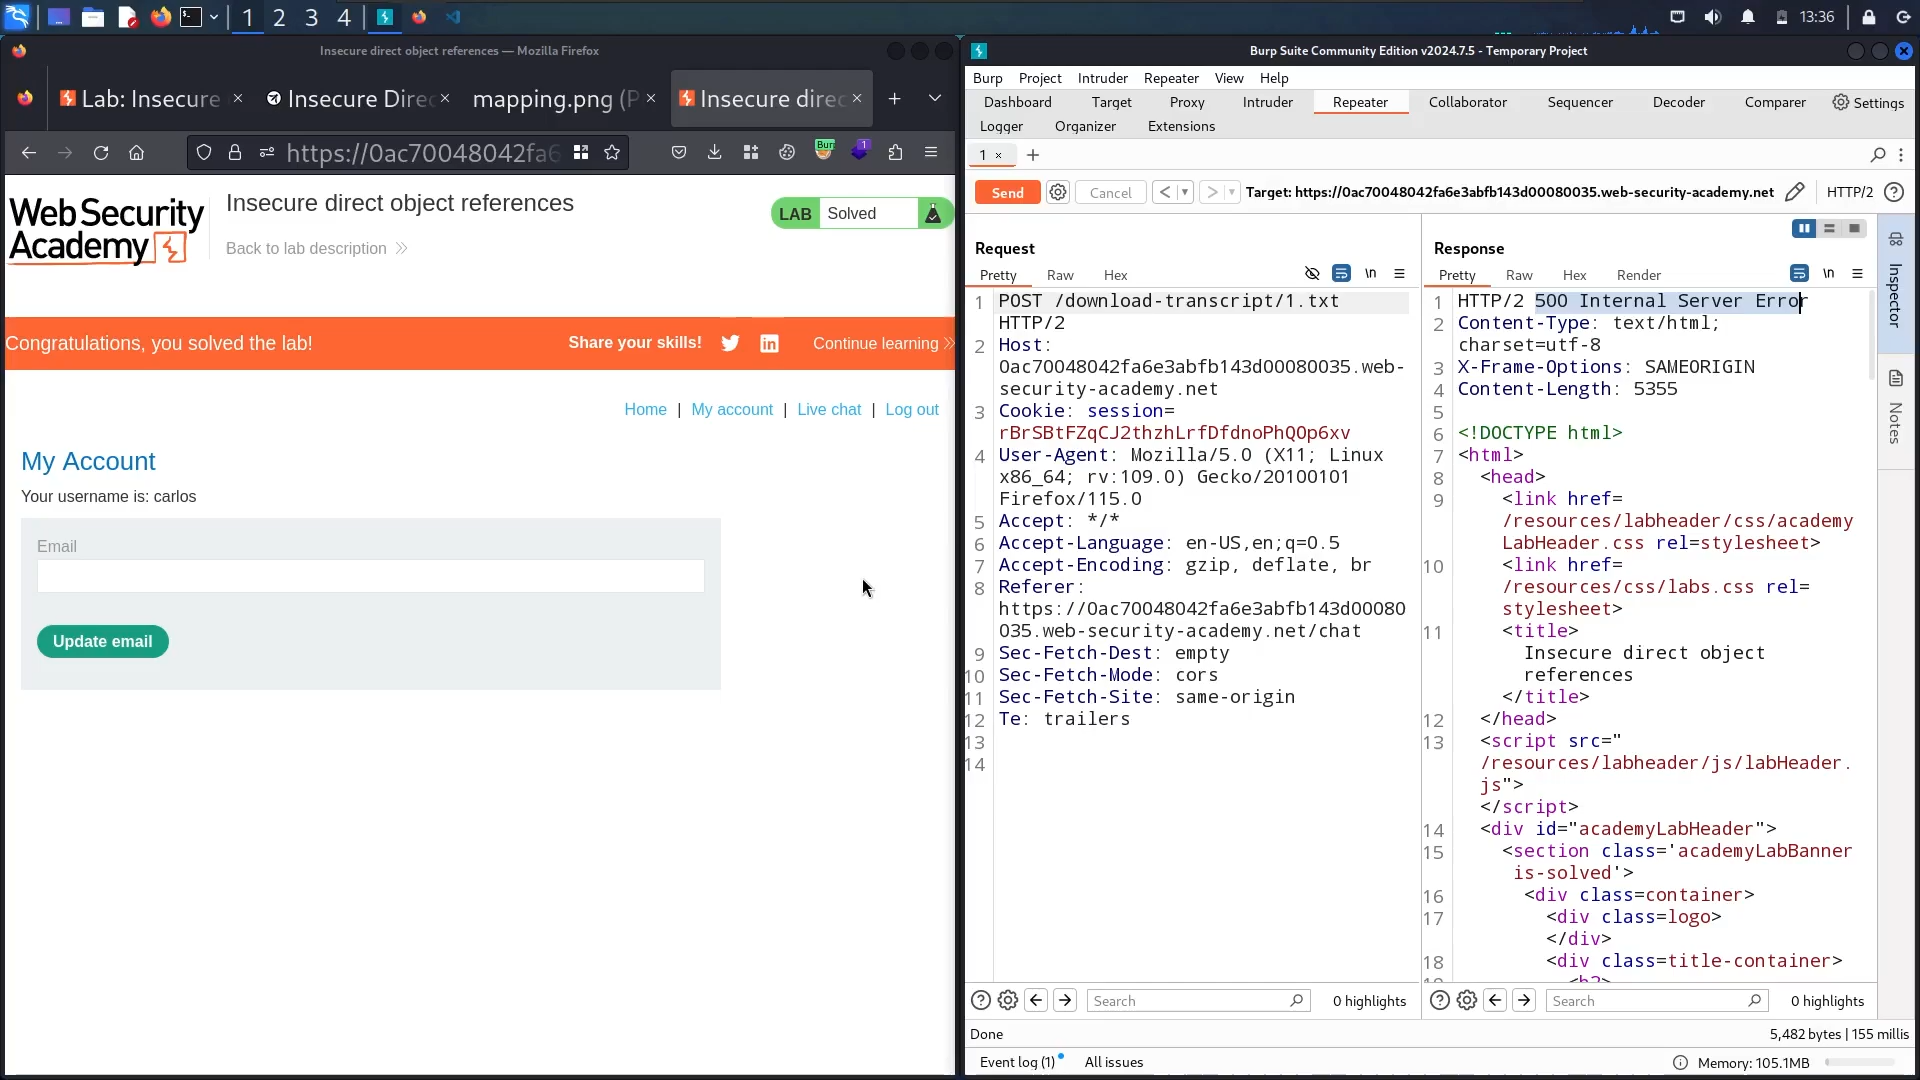 1 2 3 4
13:36
Insecure direct object references — Mozilla Firefox
Lab: Insecure
Insecure Direc
mapping.png (P
Insecure direc
https://0ac70048042fa6
Burp
1
WebSecurity
Academy
Insecure direct object references
Back to lab description
LAB Solved
Congratulations, you solved the lab!
Share your skills!
Continue learning
Home | My account | Live chat | Log out
My Account
Your username is: carlos
Email
Update email
Burp Suite Community Edition v2024.7.5 - Temporary Project
Burp Project Intruder Repeater View Help
Dashboard Target Proxy Intruder Repeater Collaborator Sequencer Decoder Comparer Settings
Logger Organizer Extensions
1 × +
Send Cancel < > Target: https://0ac70048042fa6e3abfb143d00080035.web-security-academy.net HTTP/2
Request
Pretty Raw Hex \n
1 POST /download-transcript/1.txt
HTTP/2
2 Host:
0ac70048042fa6e3abfb143d00080035.web-
security-academy.net
3 Cookie: session=
rBrSBtFZqCJ2thzhLrfDfdnoPhQOp6xv
4 User-Agent: Mozilla/5.0 (X11; Linux
x86_64; rv:109.0) Gecko/20100101
Firefox/115.0
5 Accept: */*
6 Accept-Language: en-US,en;q=0.5
7 Accept-Encoding: gzip, deflate, br
8 Referer:
https://0ac70048042fa6e3abfb143d00080
035.web-security-academy.net/chat
9 Sec-Fetch-Dest: empty
10 Sec-Fetch-Mode: cors
11 Sec-Fetch-Site: same-origin
12 Te: trailers
13
14
Search
0 highlights
Response
Pretty Raw Hex Render \n
1 HTTP/2 500 Internal Server Error
2 Content-Type: text/html;
charset=utf-8
3 X-Frame-Options: SAMEORIGIN
4 Content-Length: 5355
5
6 <!DOCTYPE html>
7 <html>
8 <head>
9 <link href=
/resources/labheader/css/academy
LabHeader.css rel=stylesheet>
10 <link href=
/resources/css/labs.css rel=
stylesheet>
11 <title>
Insecure direct object
references
</title>
12 </head>
13 <script src="
/resources/labheader/js/labHeader.
js">
</script>
14 <div id="academyLabHeader">
15 <section class='academyLabBanner
is-solved'>
16 <div class=container>
17 <div class=logo>
</div>
18 <div class=title-container>
Search
0 highlights
Inspector
Notes
Done
5,482 bytes | 155 millis
Event log (1) All issues
Memory: 105.1MB